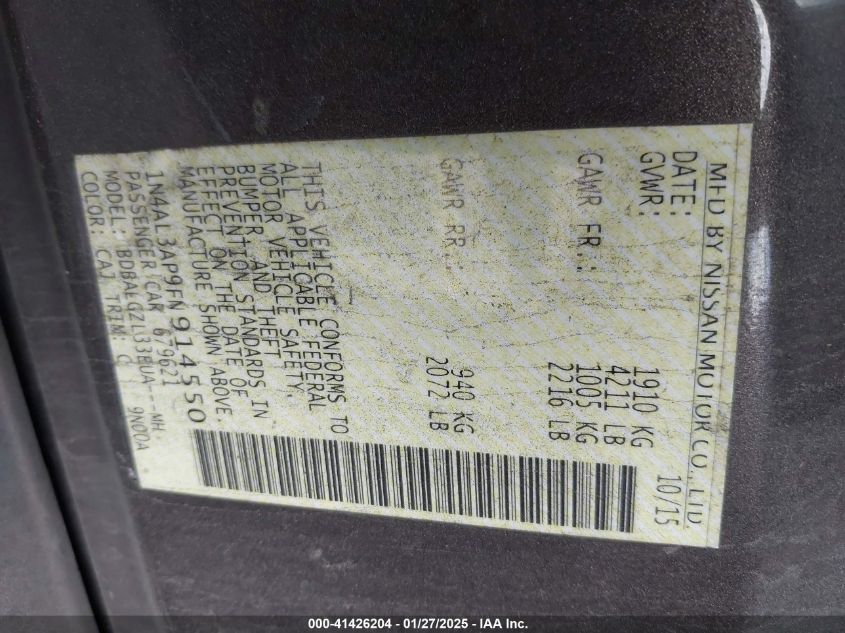 MFD BY NISSAN MOTOR CO., LTD.
DATE: 10/15
GVWR: 1910 KG
4211 LB
GAWR FR.: 1005 KG
2216 LB
GAWR RR.: 940 KG
2072 LB
THIS VEHICLE CONFORMS TO
ALL APPLICABLE FEDERAL
MOTOR VEHICLE SAFETY,
BUMPER AND THEFT
PREVENTION STANDARDS IN
EFFECT ON THE DATE OF
MANUFACTURE SHOWN ABOVE.
1N4AL3AP9FN914550
PASSENGER CAR 679621
MODEL: BDBALQZL33EUA---MH.
COLOR: CAJ TRIM: G 9N00A
000-41426204 - 01/27/2025 - IAA Inc.